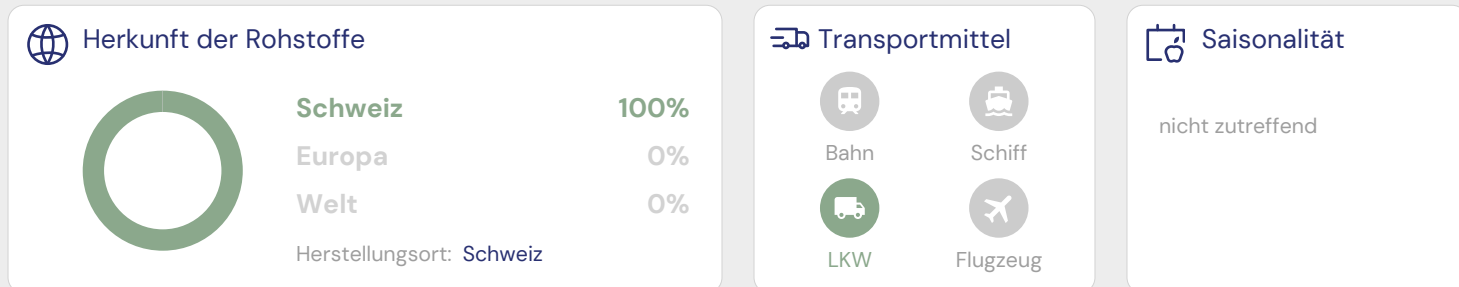 Herkunft der Rohstoffe
Schweiz 100%
Europa 0%
Welt 0%
Herstellungsort: Schweiz
Transportmittel
Bahn Schiff
LKW Flugzeug
Saisonalität
nicht zutreffend